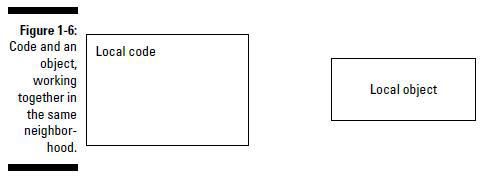 Figure 1-6:
Code and an
object,
working
together in
the same
neighbor-
hood.
Local code
Local object